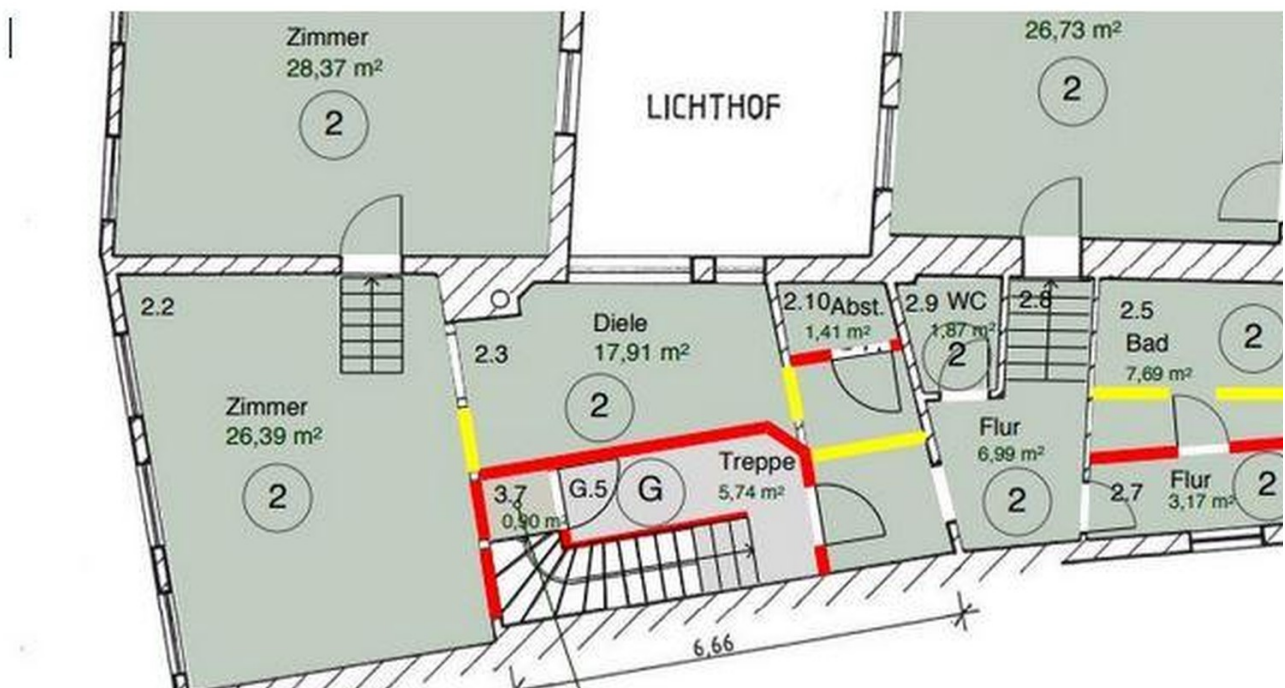 Zimmer
28,37 m²
2
LICHTHOF
26,73 m²
2
2.2
Zimmer
26,39 m²
2
2.3
Diele
17,91 m²
2
2.10 Abst.
1,41 m²
2.9 WC
1,87 m²
2
2.8
2.5
Bad
7,69 m²
2
Flur
6,99 m²
2
2.7
Flur
3,17 m²
2
3.7
0,90 m²
G.5
G
Treppe
5,74 m²
6,66